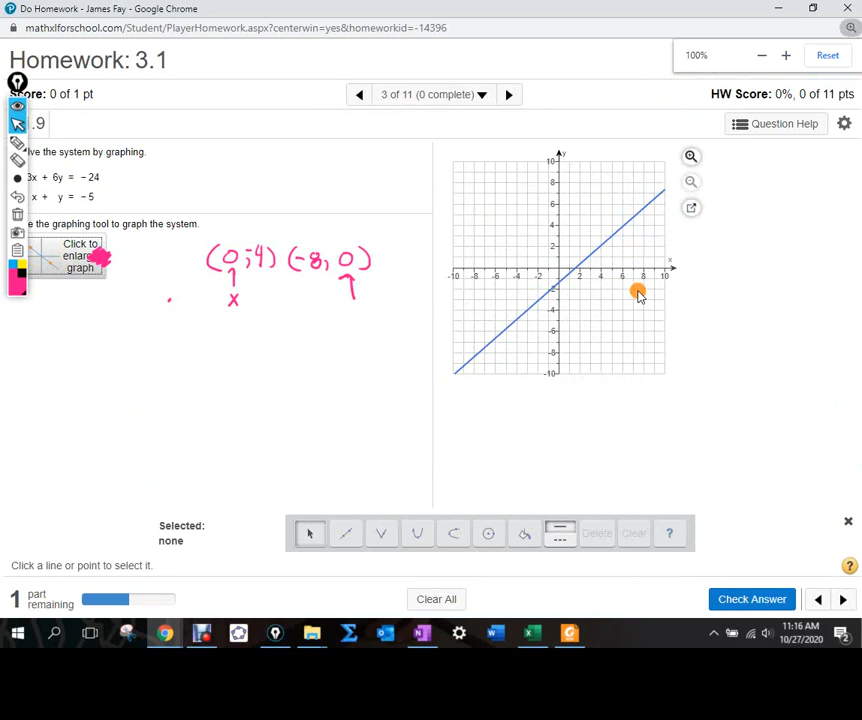 Do Homework - James Fay - Google Chrome
mathxlforschool.com/Student/PlayerHomework.aspx?centerwin=yes&homeworkid=-14396
Homework: 3.1
100%
Reset
core: 0 of 1 pt
3 of 11 (0 complete)
HW Score: 0%, 0 of 11 pts
1.9
Question Help
lve the system by graphing.
3x + 6y = - 24
x + y = - 5
e the graphing tool to graph the system.
Click to
enlarge
graph
(0,-4) (-8, 0)
x
y
10
8
6
4
2
x
-10 -8 -6 -4 -2 2 4 6 8 10
-2
-4
-6
-8
-10
Selected:
none
Delete
Clear
?
Click a line or point to select it.
?
1 part
remaining
Clear All
Check Answer
11:16 AM
10/27/2020
2